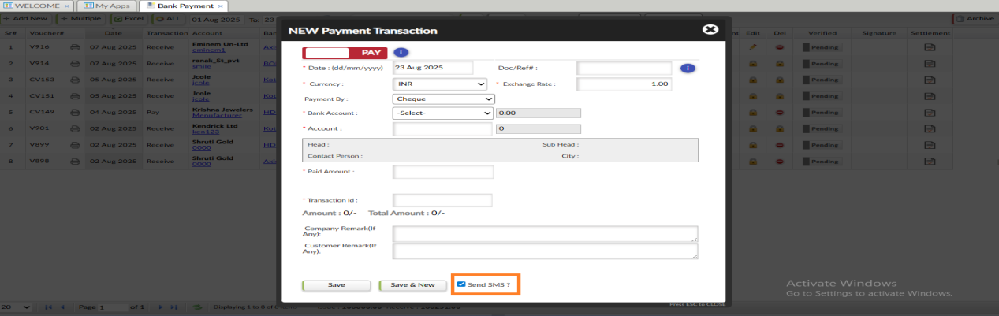 WELCOME × My Apps Bank Payment ×
+ Add New + Multiple Excel ALL 01 Aug 2025 To: 23 Archive
Sr# Voucher# Date Transaction Account Ban nt Edit Del Verified Signature Settlement
1 V916 07 Aug 2025 Receive Eminem Un-Ltd eminem1 Axi Pending
2 V914 07 Aug 2025 Receive ronak_St_pvt smile BO Pending
3 CV153 05 Aug 2025 Receive Jcole jcole Kot Pending
4 CV151 05 Aug 2025 Receive Jcole jcole Kot Pending
5 CV149 04 Aug 2025 Pay Krishna Jewelers Menufacturer HD Pending
6 V901 02 Aug 2025 Receive Kendrick Ltd ken123 Kot Pending
7 V899 02 Aug 2025 Receive Shruti Gold 0000 HD Pending
8 V898 02 Aug 2025 Receive Shruti Gold 0000 Axi Pending
NEW Payment Transaction
PAY i
* Date : (dd/mm/yyyy) 23 Aug 2025 Doc/Ref# : i
* Currency : INR * Exchange Rate : 1.00
Payment By : Cheque
* Bank Account : -Select- 0.00
* Account : 0
Head : Sub Head :
Contact Person : City :
* Paid Amount :
* Transaction Id :
Amount : 0/- Total Amount : 0/-
Company Remark(If
Any):
Customer Remark(If
Any):
Save Save & New Send SMS ?
Press ESC to CLOSE
20 Page 1 of 1 Displaying 1 to 8 of 8
Activate Windows
Go to Settings to activate Windows.